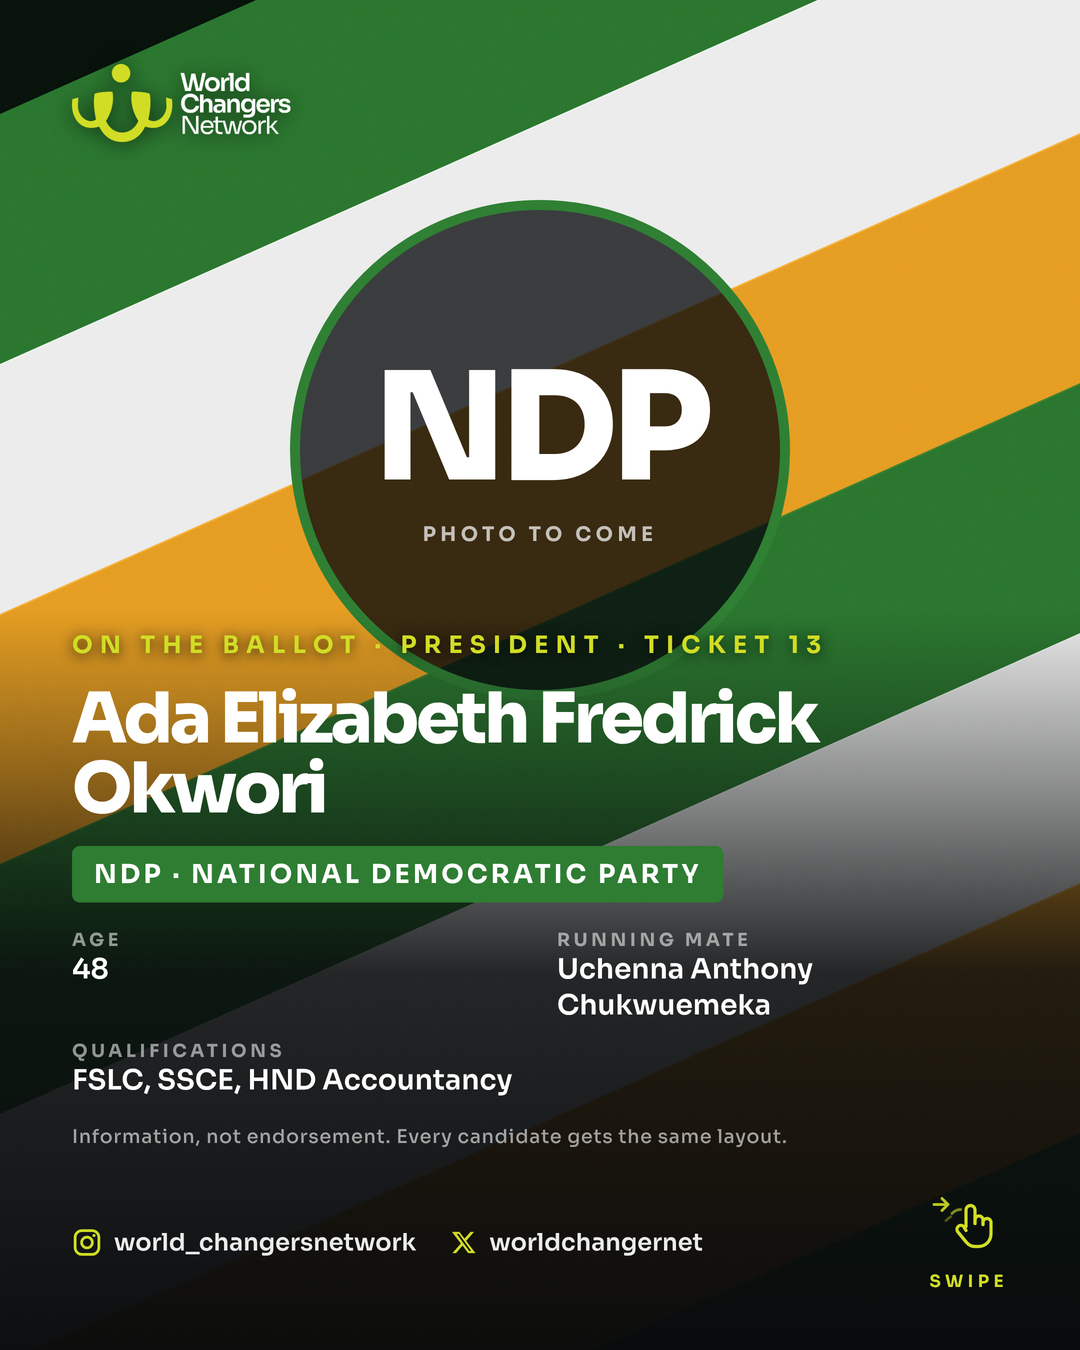 World
Changers
Network
NDP
PHOTO TO COME
ON THE BALLOT · PRESIDENT · TICKET 13
Ada Elizabeth Fredrick
Okwori
NDP · NATIONAL DEMOCRATIC PARTY
AGE
48
RUNNING MATE
Uchenna Anthony
Chukwuemeka
QUALIFICATIONS
FSLC, SSCE, HND Accountancy
Information, not endorsement. Every candidate gets the same layout.
world_changersnetwork
worldchangernet
SWIPE